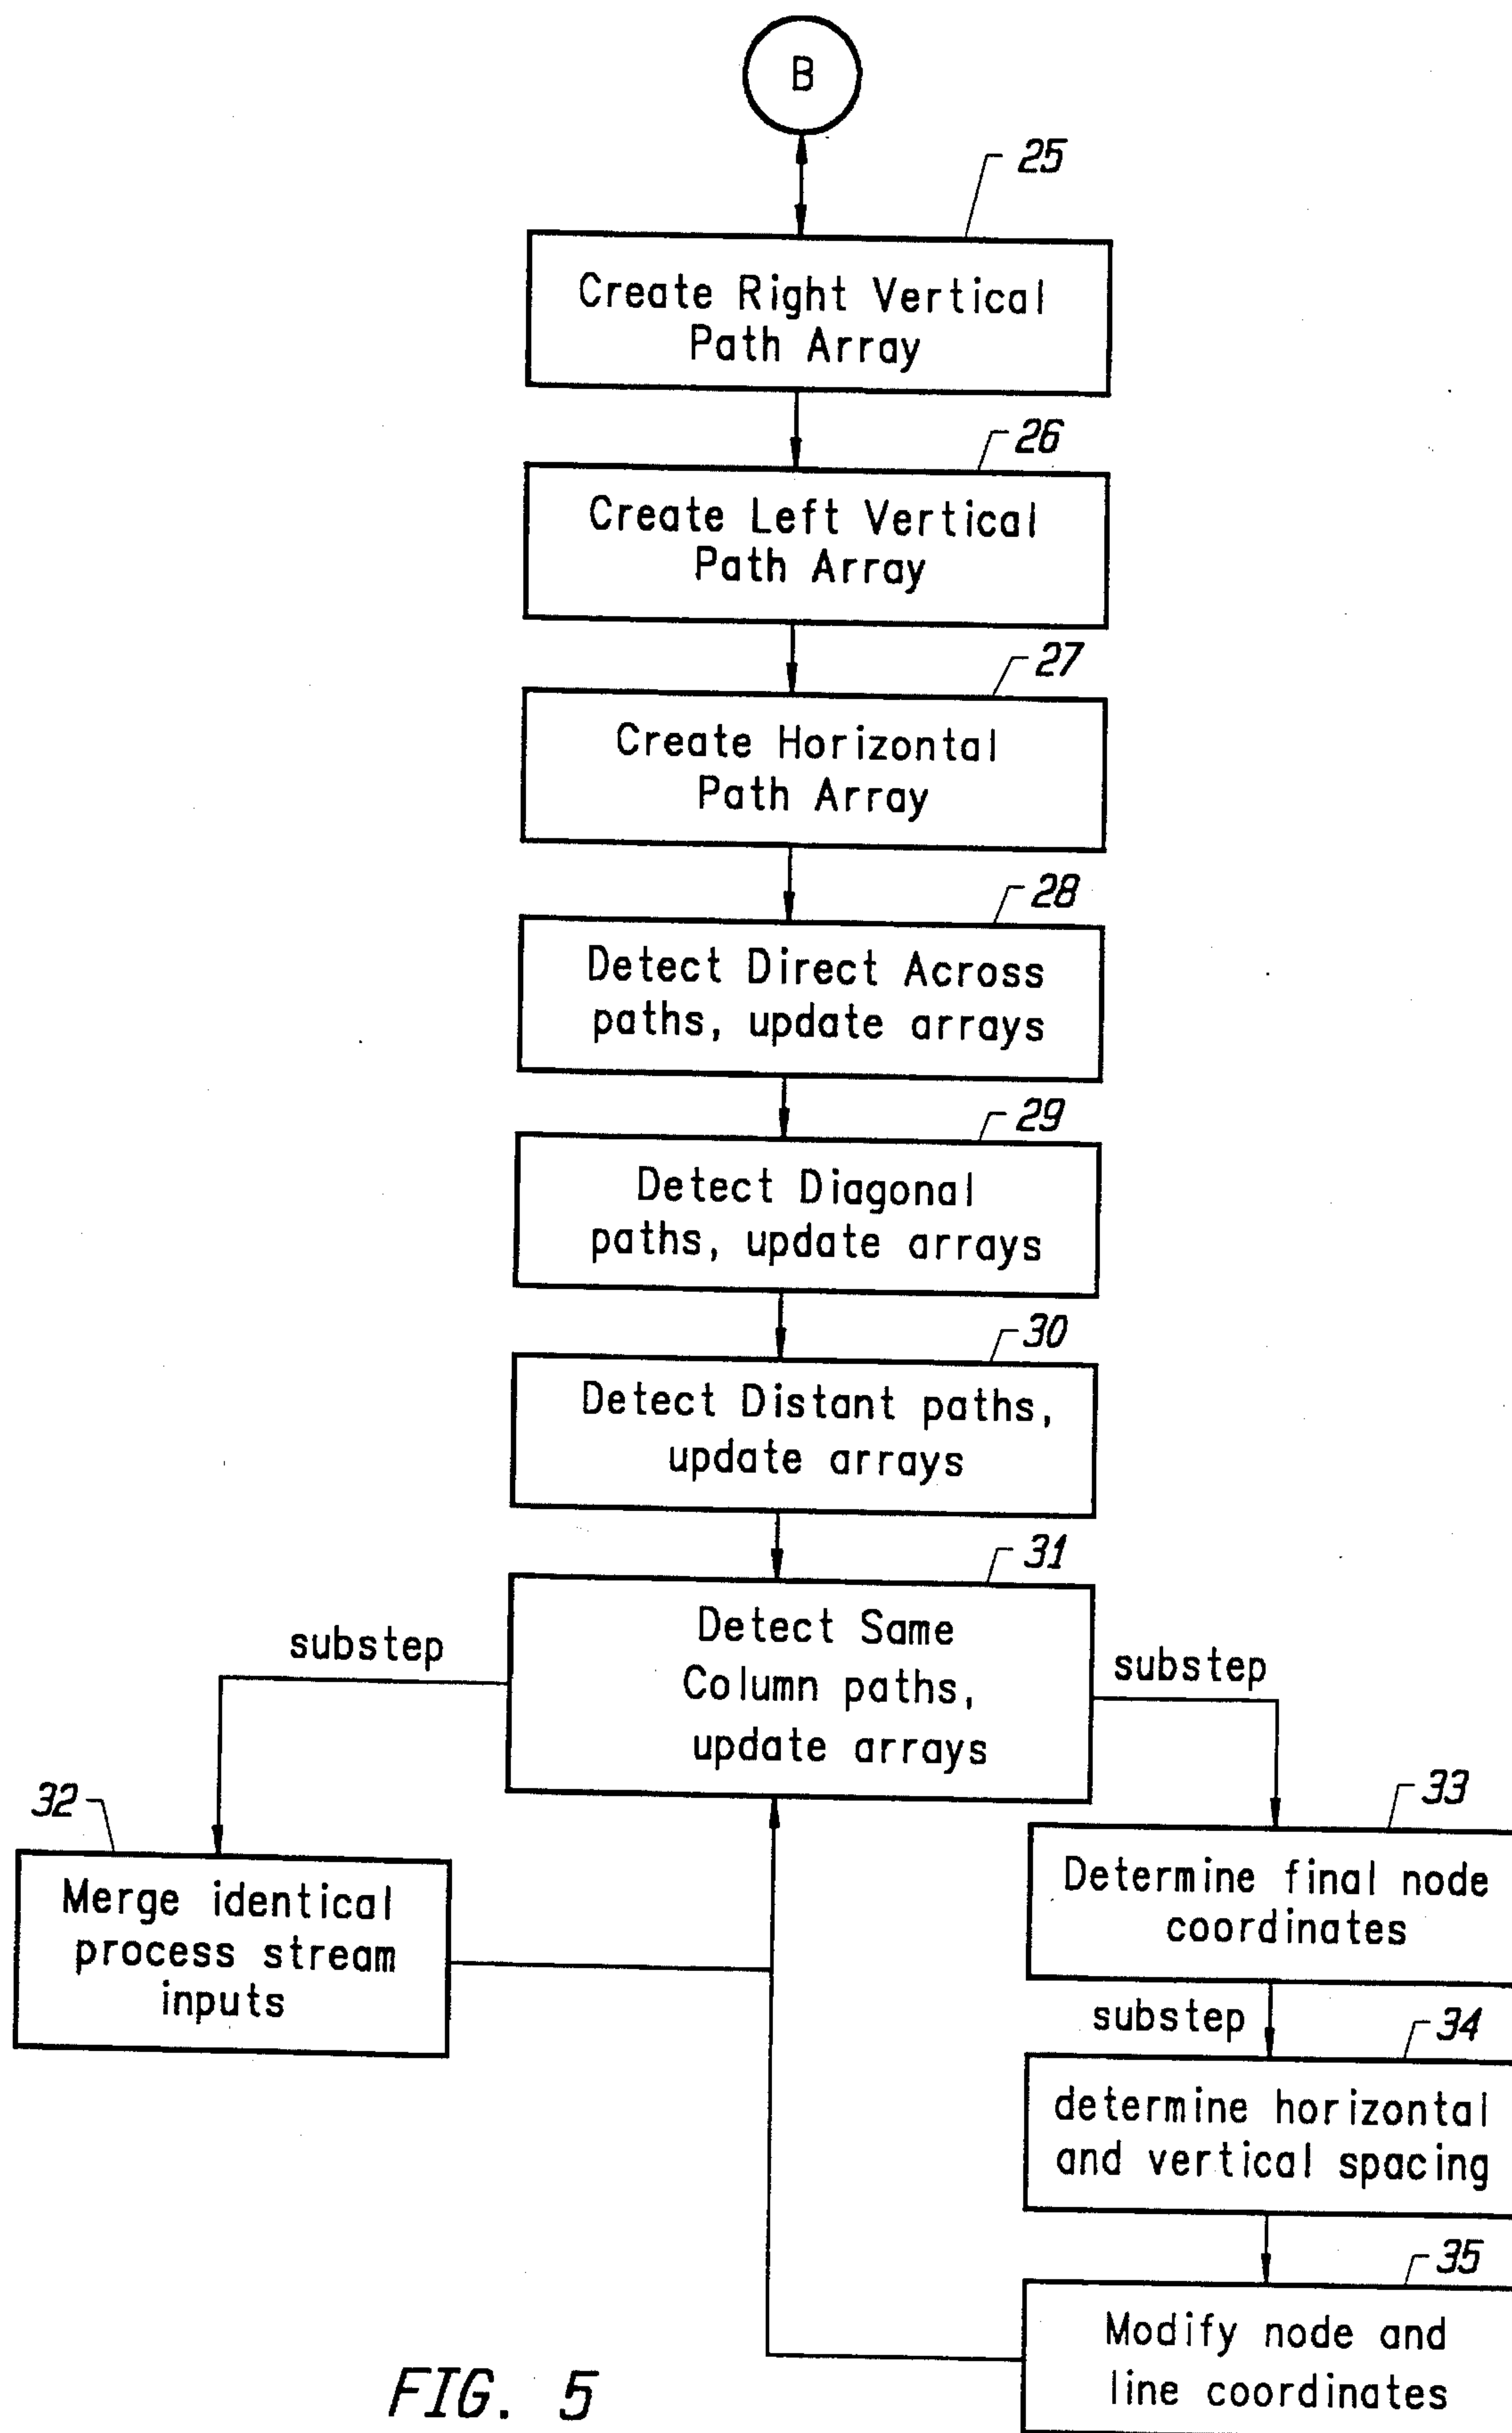 B
25
Create Right Vertical
Path Array
26
Create Left Vertical
Path Array
27
Create Horizontal
Path Array
28
Detect Direct Across
paths, update arrays
29
Detect Diagonal
paths, update arrays
30
Detect Distant paths,
update arrays
31
Detect Same
Column paths,
update arrays
substep
substep
32
Merge identical
process stream
inputs
33
Determine final node
coordinates
substep
34
determine horizontal
and vertical spacing
35
Modify node and
line coordinates
FIG. 5